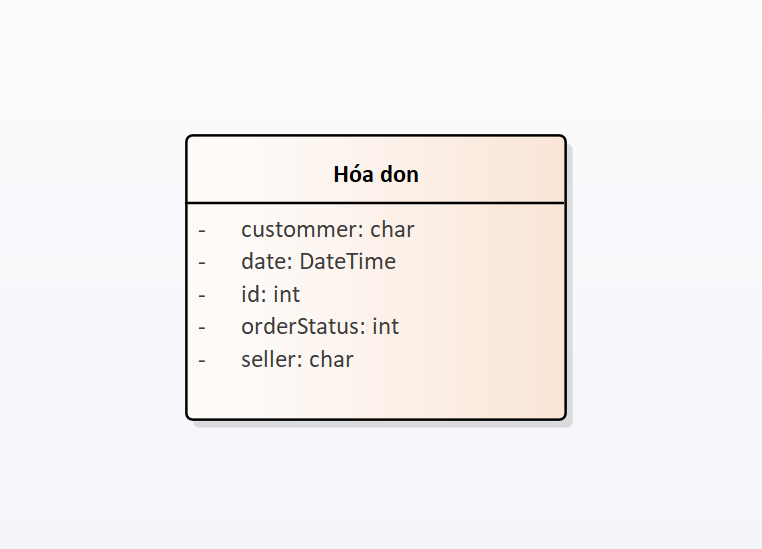 Hóa don
- custommer: char
- date: DateTime
- id: int
- orderStatus: int
- seller: char